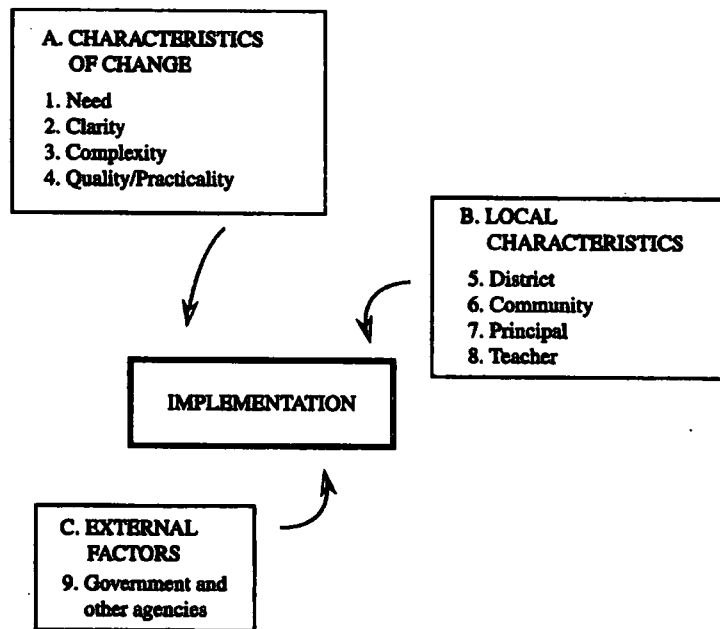 A. CHARACTERISTICS
OF CHANGE
1. Need
2. Clarity
3. Complexity
4. Quality/Practicality
B. LOCAL
CHARACTERISTICS
5. District
6. Community
7. Principal
8. Teacher
IMPLEMENTATION
C. EXTERNAL
FACTORS
9. Government and
other agencies